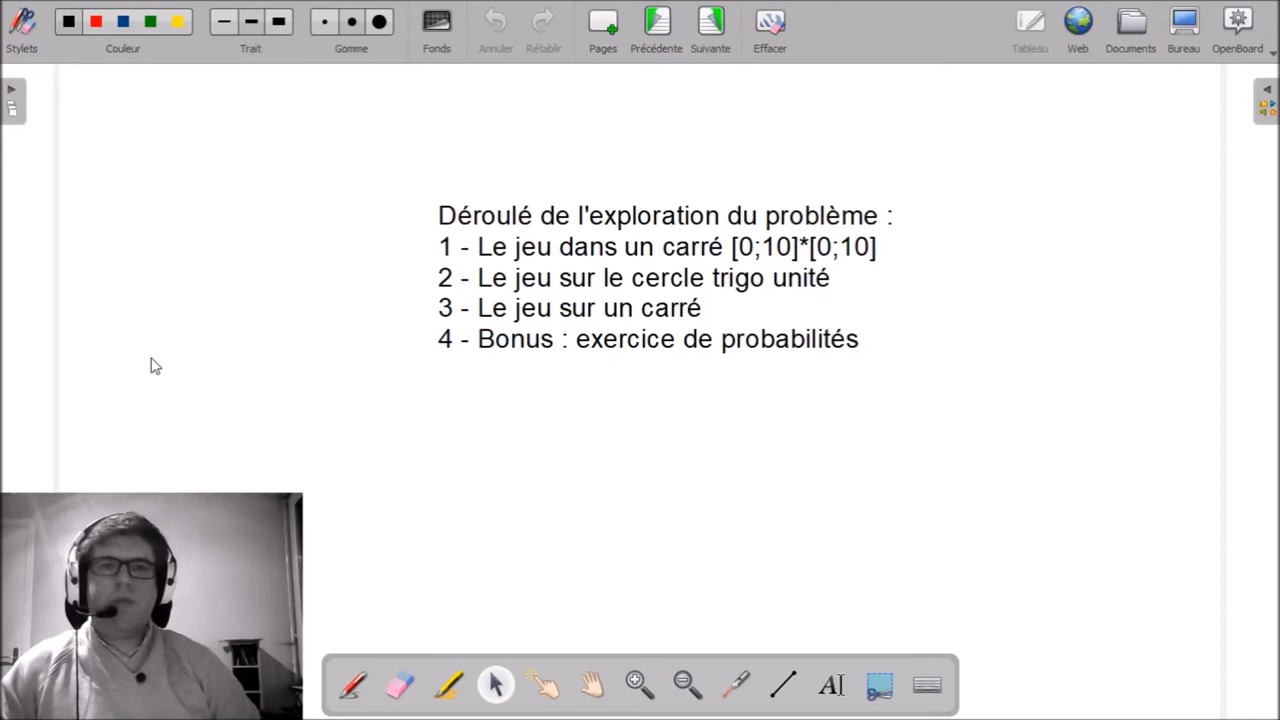 Stylets
Couleur
Trait
Gomme
Fonds
Annuler
Rétablir
Pages
Précédente
Suivante
Effacer
Tableau
Web
Documents
Bureau
OpenBoard
Déroulé de l'exploration du problème :
1 - Le jeu dans un carré [0;10]*[0;10]
2 - Le jeu sur le cercle trigo unité
3 - Le jeu sur un carré
4 - Bonus : exercice de probabilités
AI